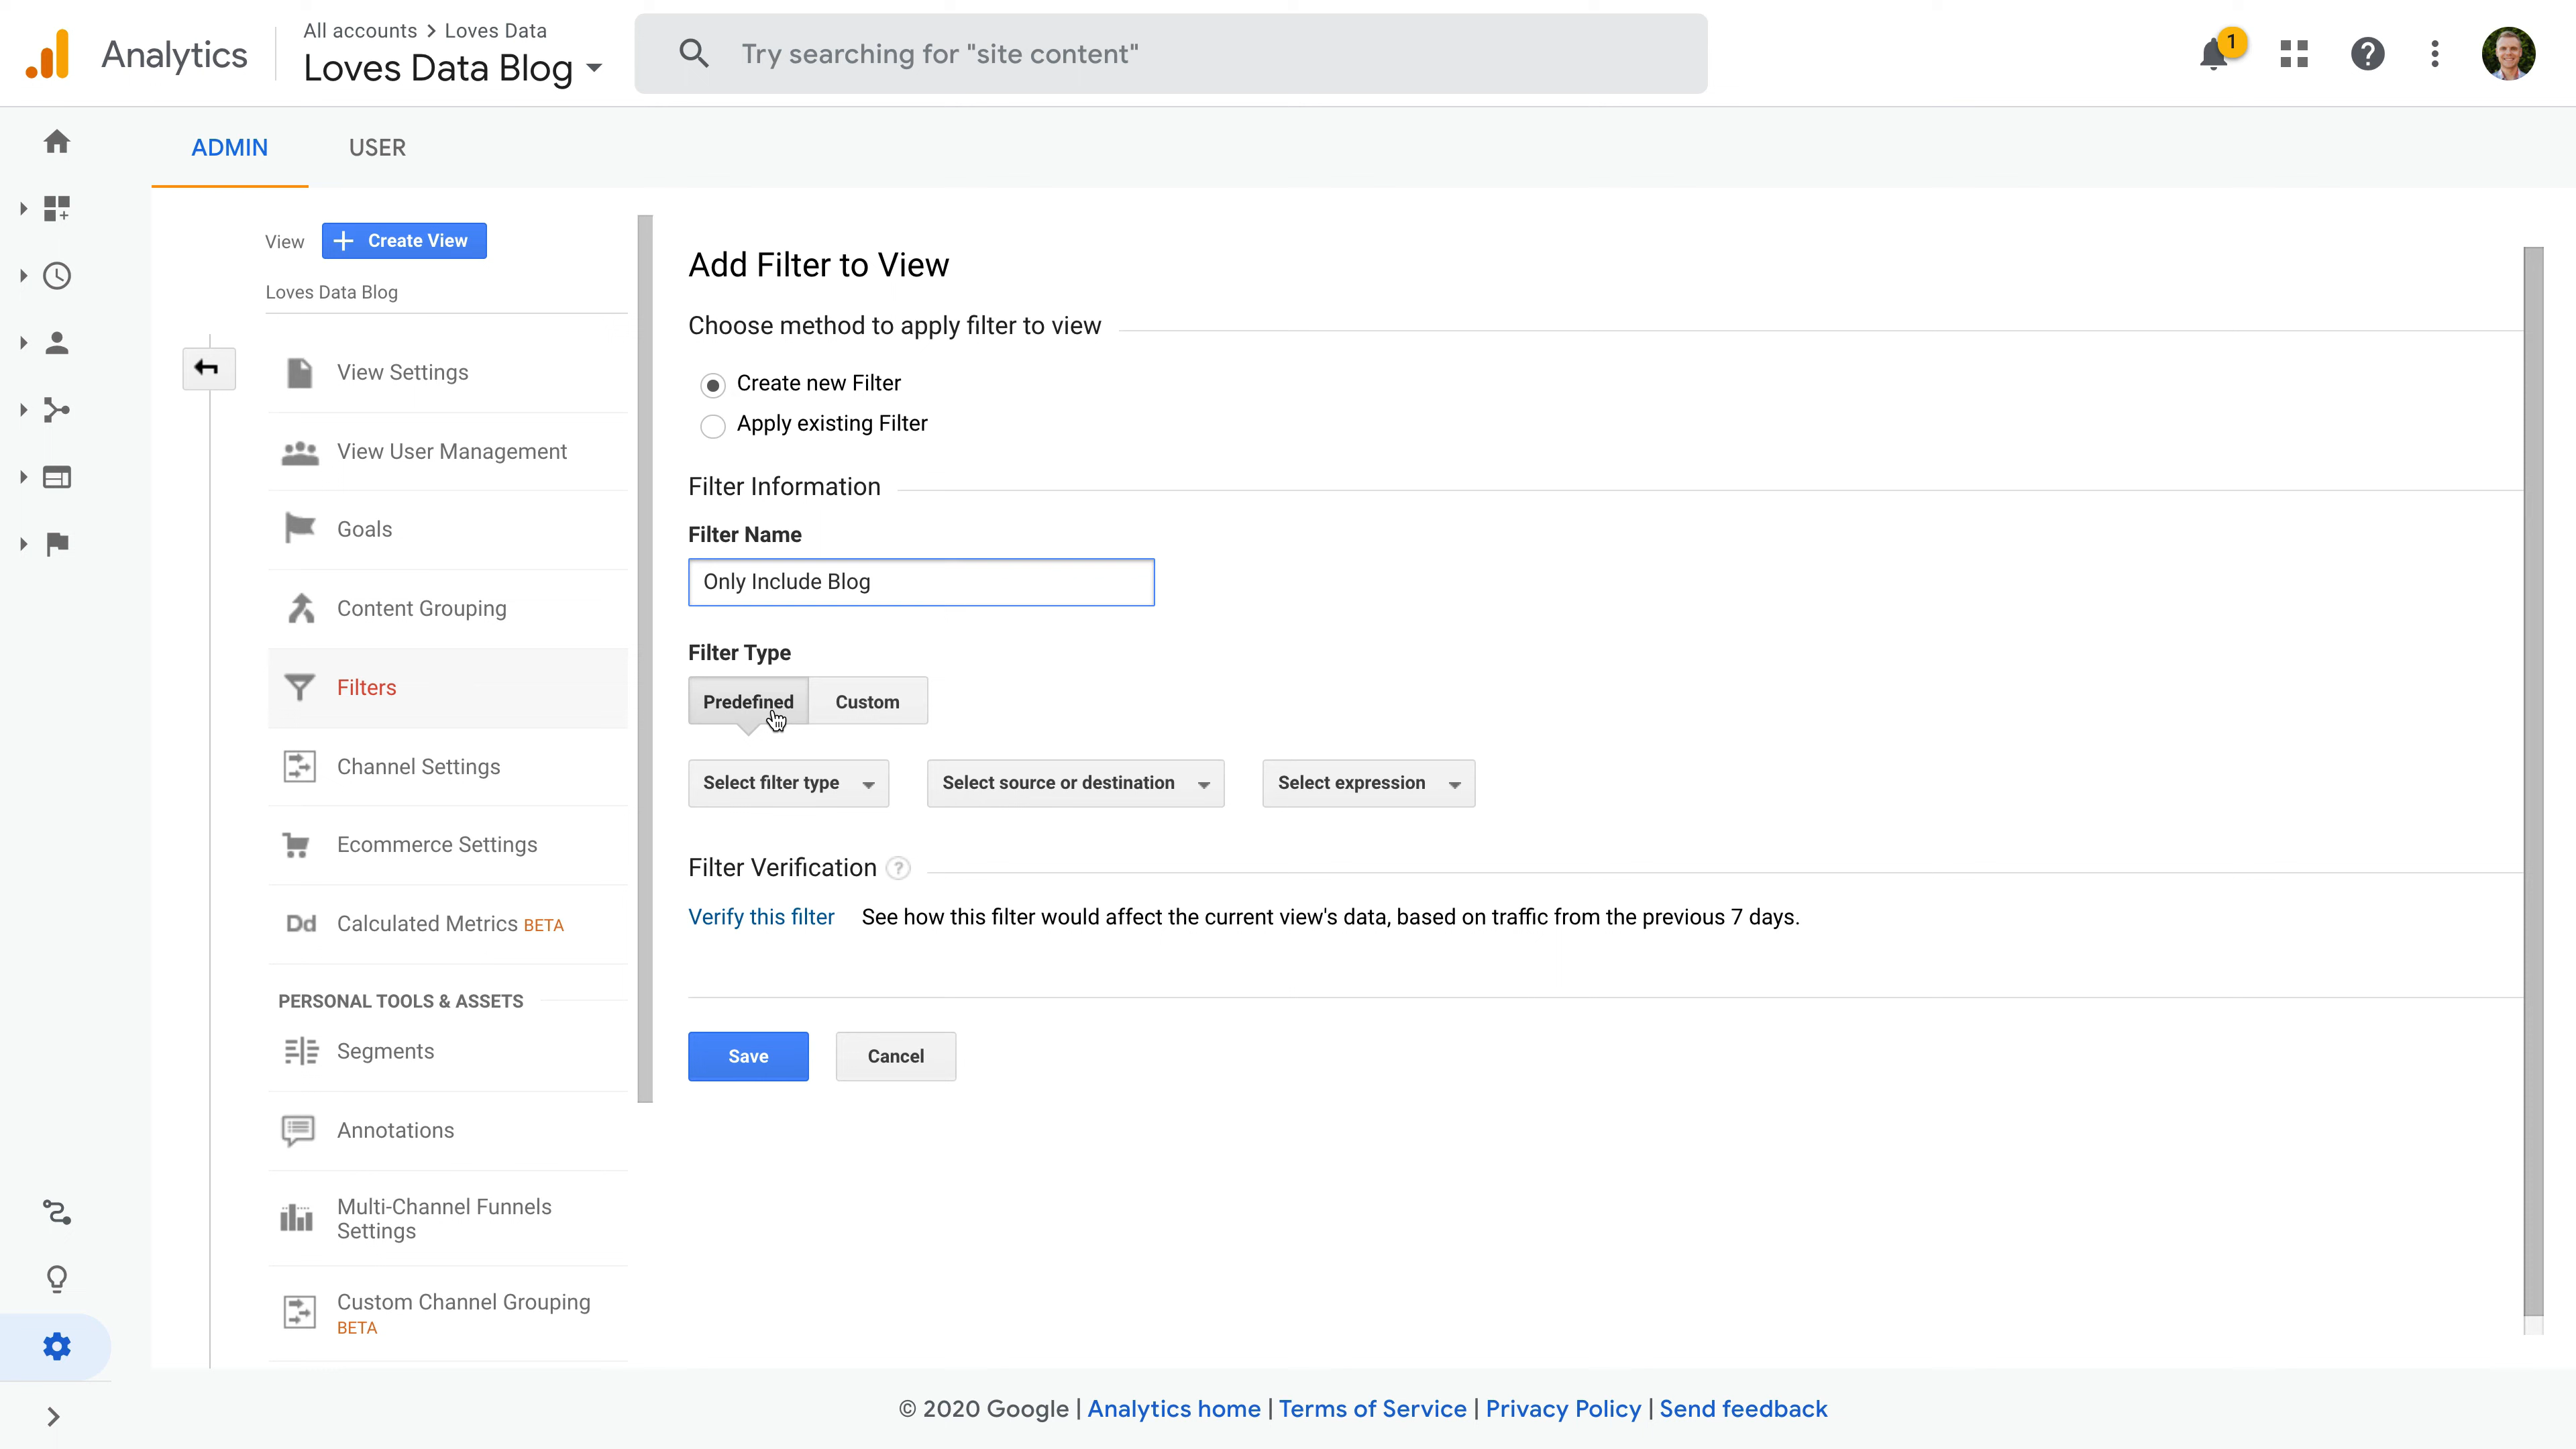 Analytics
All accounts > Loves Data
Loves Data Blog
Try searching for "site content"
1
ADMIN
USER
View
Create View
Loves Data Blog
View Settings
View User Management
Goals
Content Grouping
Filters
Channel Settings
Ecommerce Settings
Dd
Calculated Metrics BETA
PERSONAL TOOLS & ASSETS
Segments
Annotations
Multi-Channel Funnels
Settings
Custom Channel Grouping
BETA
Add Filter to View
Choose method to apply filter to view
Create new Filter
Apply existing Filter
Filter Information
Filter Name
Only Include Blog
Filter Type
Predefined
Custom
Select filter type
Select source or destination
Select expression
Filter Verification ?
Verify this filter
See how this filter would affect the current view's data, based on traffic from the previous 7 days.
Save
Cancel
© 2020 Google | Analytics home | Terms of Service | Privacy Policy | Send feedback